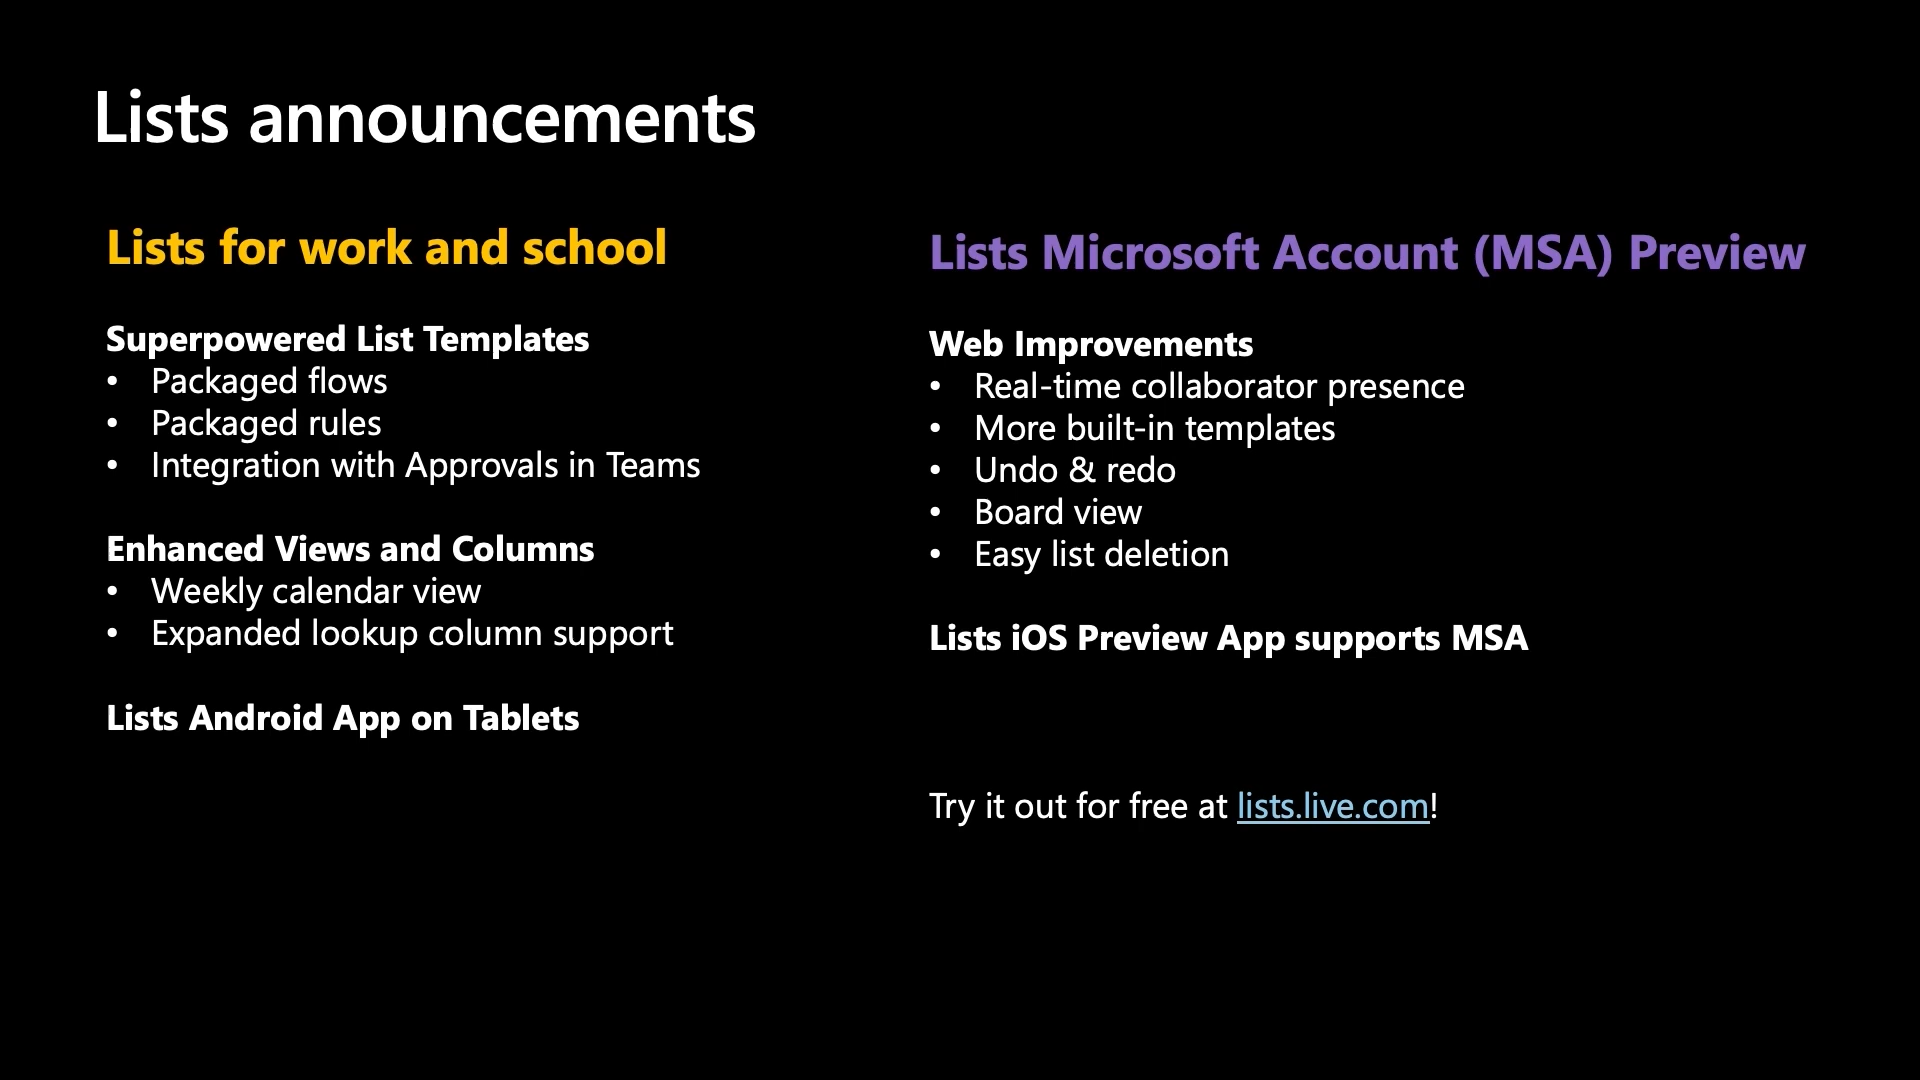 Lists announcements
Lists for work and school
Superpowered List Templates
• Packaged flows
• Packaged rules
• Integration with Approvals in Teams
Enhanced Views and Columns
• Weekly calendar view
• Expanded lookup column support
Lists Android App on Tablets
Lists Microsoft Account (MSA) Preview
Web Improvements
• Real-time collaborator presence
• More built-in templates
• Undo & redo
• Board view
• Easy list deletion
Lists iOS Preview App supports MSA
Try it out for free at lists.live.com!